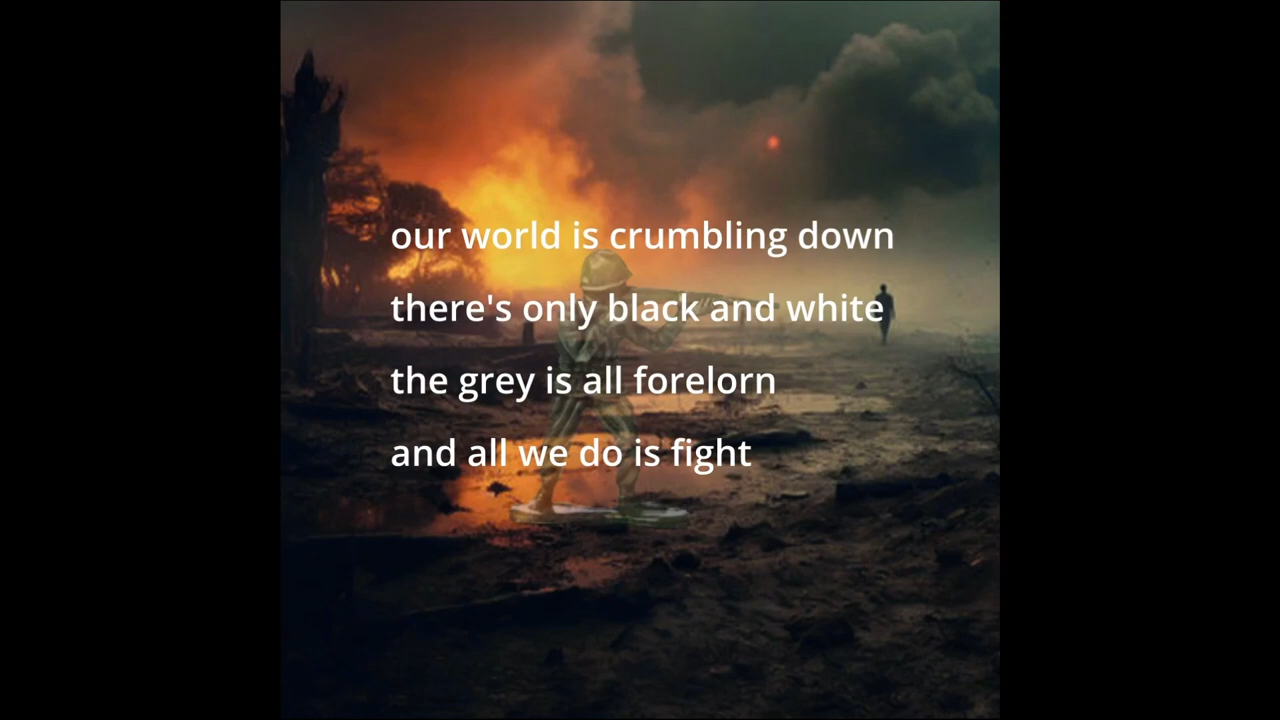 our world is crumbling down
there's only black and white
the grey is all forelorn
and all we do is fight